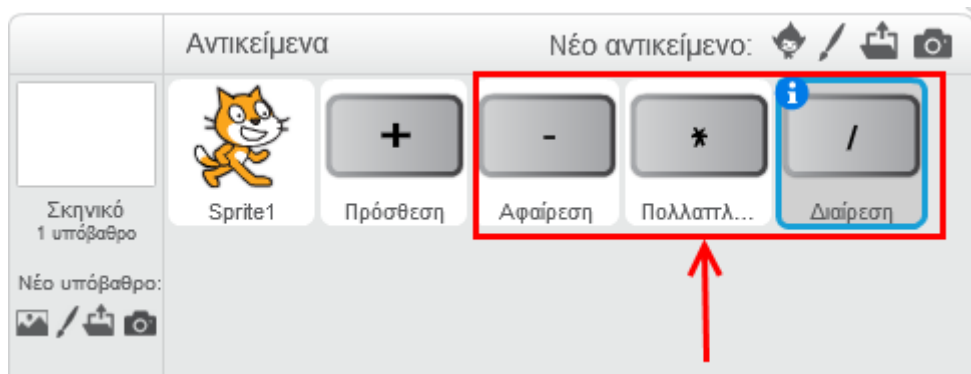 Αντικείμενα Νέο αντικείμενο:
+ - * /
i
Sprite1 Πρόσθεση Αφαίρεση Πολλαπλ... Διαίρεση
Σκηνικό
1 υπόβαθρο
Νέο υπόβαθρο: